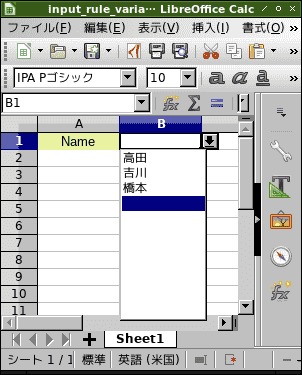 input_rule_varia… LibreOffice Calc
ファイル(F) 編集(E) 表示(V) 挿入(I) 書式(O) »
IPA Pゴシック 10 a a a »
B1 fx Σ =
A B
1 Name
2 高田
3 吉川
4 橋本
5
6
7
8
9
10
11
Sheet1
シート 1 / 1 標準 英語 (米国)